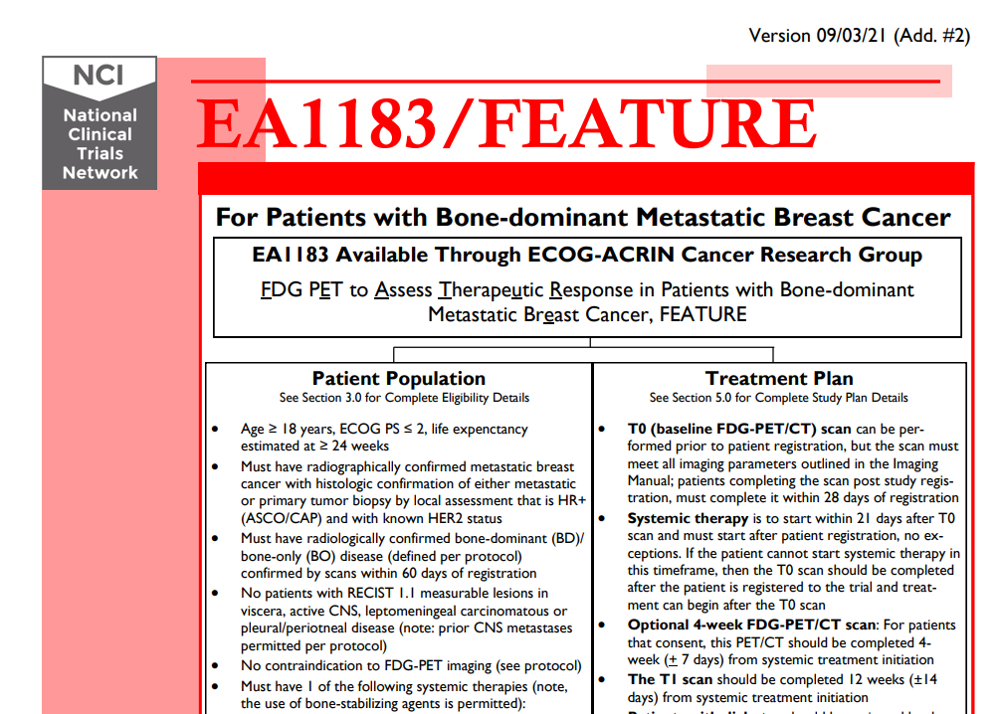 Version 09/03/21 (Add. #2)
NCI
National
Clinical
Trials
Network
EA1183/FEATURE
For Patients with Bone-dominant Metastatic Breast Cancer
EA1183 Available Through ECOG-ACRIN Cancer Research Group
FDG PET to Assess Therapeutic Response in Patients with Bone-dominant
Metastatic Breast Cancer, FEATURE
Patient Population
See Section 3.0 for Complete Eligibility Details
• Age ≥ 18 years, ECOG PS ≤ 2, life expenctancy
estimated at ≥ 24 weeks
• Must have radiographically confirmed metastatic breast
cancer with histologic confirmation of either metastatic
or primary tumor biopsy by local assessment that is HR+
(ASCO/CAP) and with known HER2 status
• Must have radiologically confirmed bone-dominant (BD)/
bone-only (BO) disease (defined per protocol)
confirmed by scans within 60 days of registration
• No patients with RECIST 1.1 measurable lesions in
viscera, active CNS, leptomeningeal carcinomatous or
pleural/periotneal disease (note: prior CNS metastases
permitted per protocol)
• No contraindication to FDG-PET imaging (see protocol)
• Must have 1 of the following systemic therapies (note,
the use of bone-stabilizing agents is permitted):
Treatment Plan
See Section 5.0 for Complete Study Plan Details
• T0 (baseline FDG-PET/CT) scan can be per-
formed prior to patient registration, but the scan must
meet all imaging parameters outlined in the Imaging
Manual; patients completing the scan post study regis-
tration, must complete it within 28 days of registration
• Systemic therapy is to start within 21 days after T0
scan and must start after patient registration, no ex-
ceptions. If the patient cannot start systemic therapy in
this timeframe, then the T0 scan should be completed
after the patient is registered to the trial and treat-
ment can begin after the T0 scan
• Optional 4-week FDG-PET/CT scan: For patients
that consent, this PET/CT should be completed 4-
week (± 7 days) from systemic treatment initiation
• The T1 scan should be completed 12 weeks (±14
days) from systemic treatment initiation